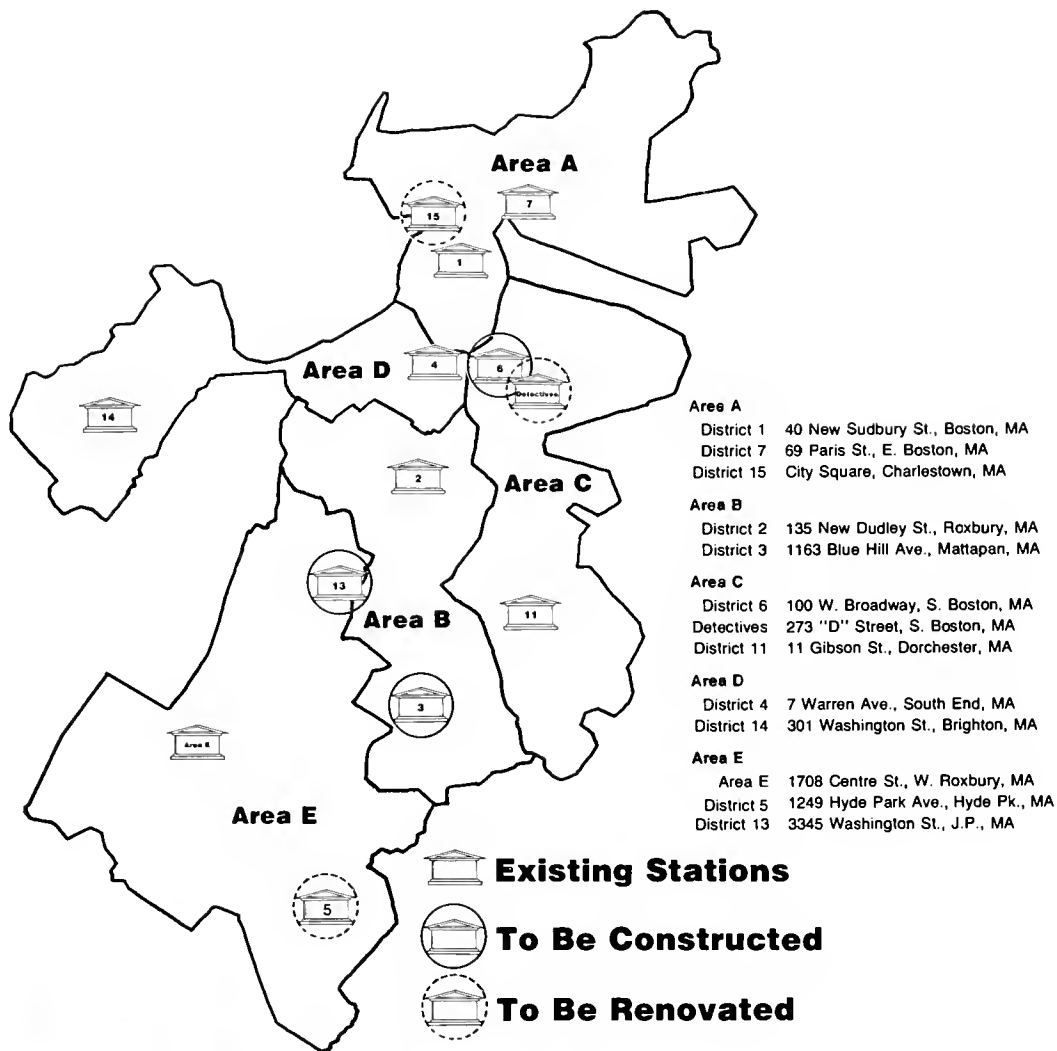 Area A
7
15
1
Area D
4
6
Detectives
14
2
Area C
13
Area B
11
3
Area E
Area E
5
Area A
District 1 40 New Sudbury St., Boston, MA
District 7 69 Paris St., E. Boston, MA
District 15 City Square, Charlestown, MA
Area B
District 2 135 New Dudley St., Roxbury, MA
District 3 1163 Blue Hill Ave., Mattapan, MA
Area C
District 6 100 W. Broadway, S. Boston, MA
Detectives 273 "D" Street, S. Boston, MA
District 11 11 Gibson St., Dorchester, MA
Area D
District 4 7 Warren Ave., South End, MA
District 14 301 Washington St., Brighton, MA
Area E
Area E 1708 Centre St., W. Roxbury, MA
District 5 1249 Hyde Park Ave., Hyde Pk., MA
District 13 3345 Washington St., J.P., MA
Existing Stations
To Be Constructed
To Be Renovated